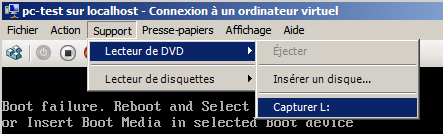 pc-test sur localhost - Connexion à un ordinateur virtuel
Fichier Action Support Presse-papiers Affichage Aide
Lecteur de DVD
Éjecter
Insérer un disque...
Lecteur de disquettes
Capturer L:
Boot failure. Reboot and Select
or Insert Boot Media in selected Boot device